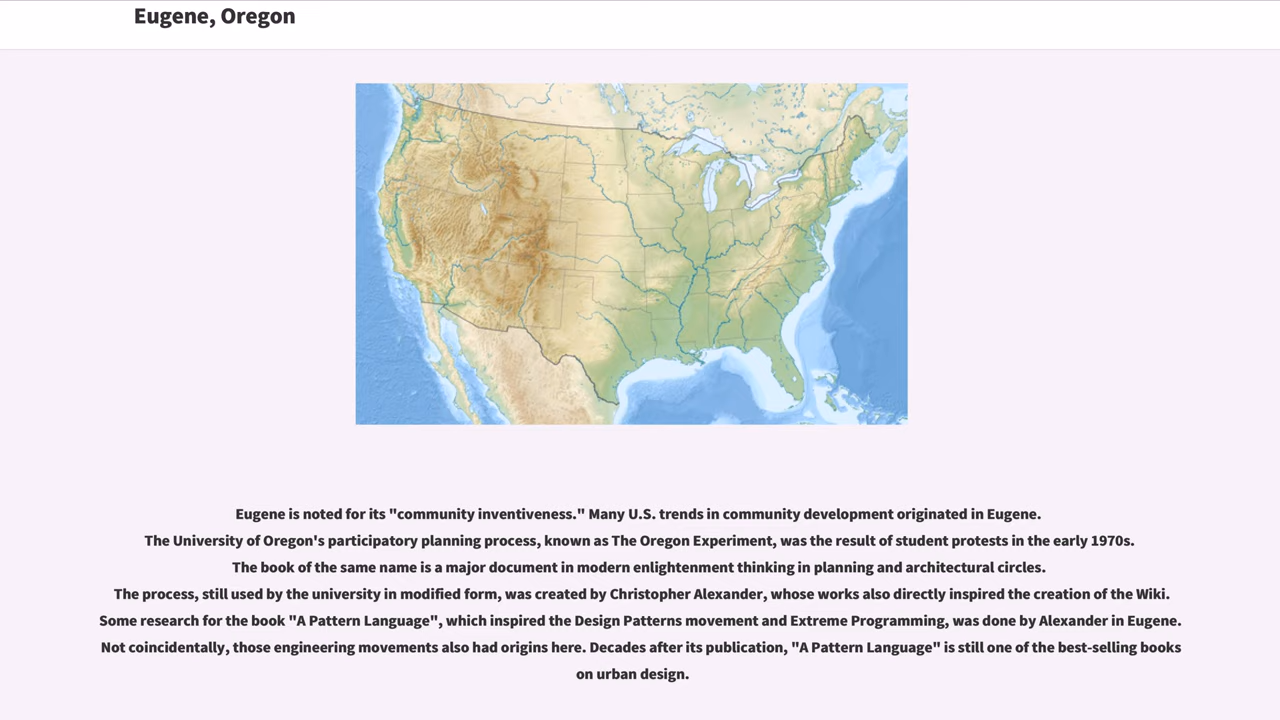 Eugene, Oregon
Eugene is noted for its "community inventiveness." Many U.S. trends in community development originated in Eugene.
The University of Oregon's participatory planning process, known as The Oregon Experiment, was the result of student protests in the early 1970s.
The book of the same name is a major document in modern enlightenment thinking in planning and architectural circles.
The process, still used by the university in modified form, was created by Christopher Alexander, whose works also directly inspired the creation of the Wiki.
Some research for the book "A Pattern Language", which inspired the Design Patterns movement and Extreme Programming, was done by Alexander in Eugene.
Not coincidentally, those engineering movements also had origins here. Decades after its publication, "A Pattern Language" is still one of the best-selling books
on urban design.